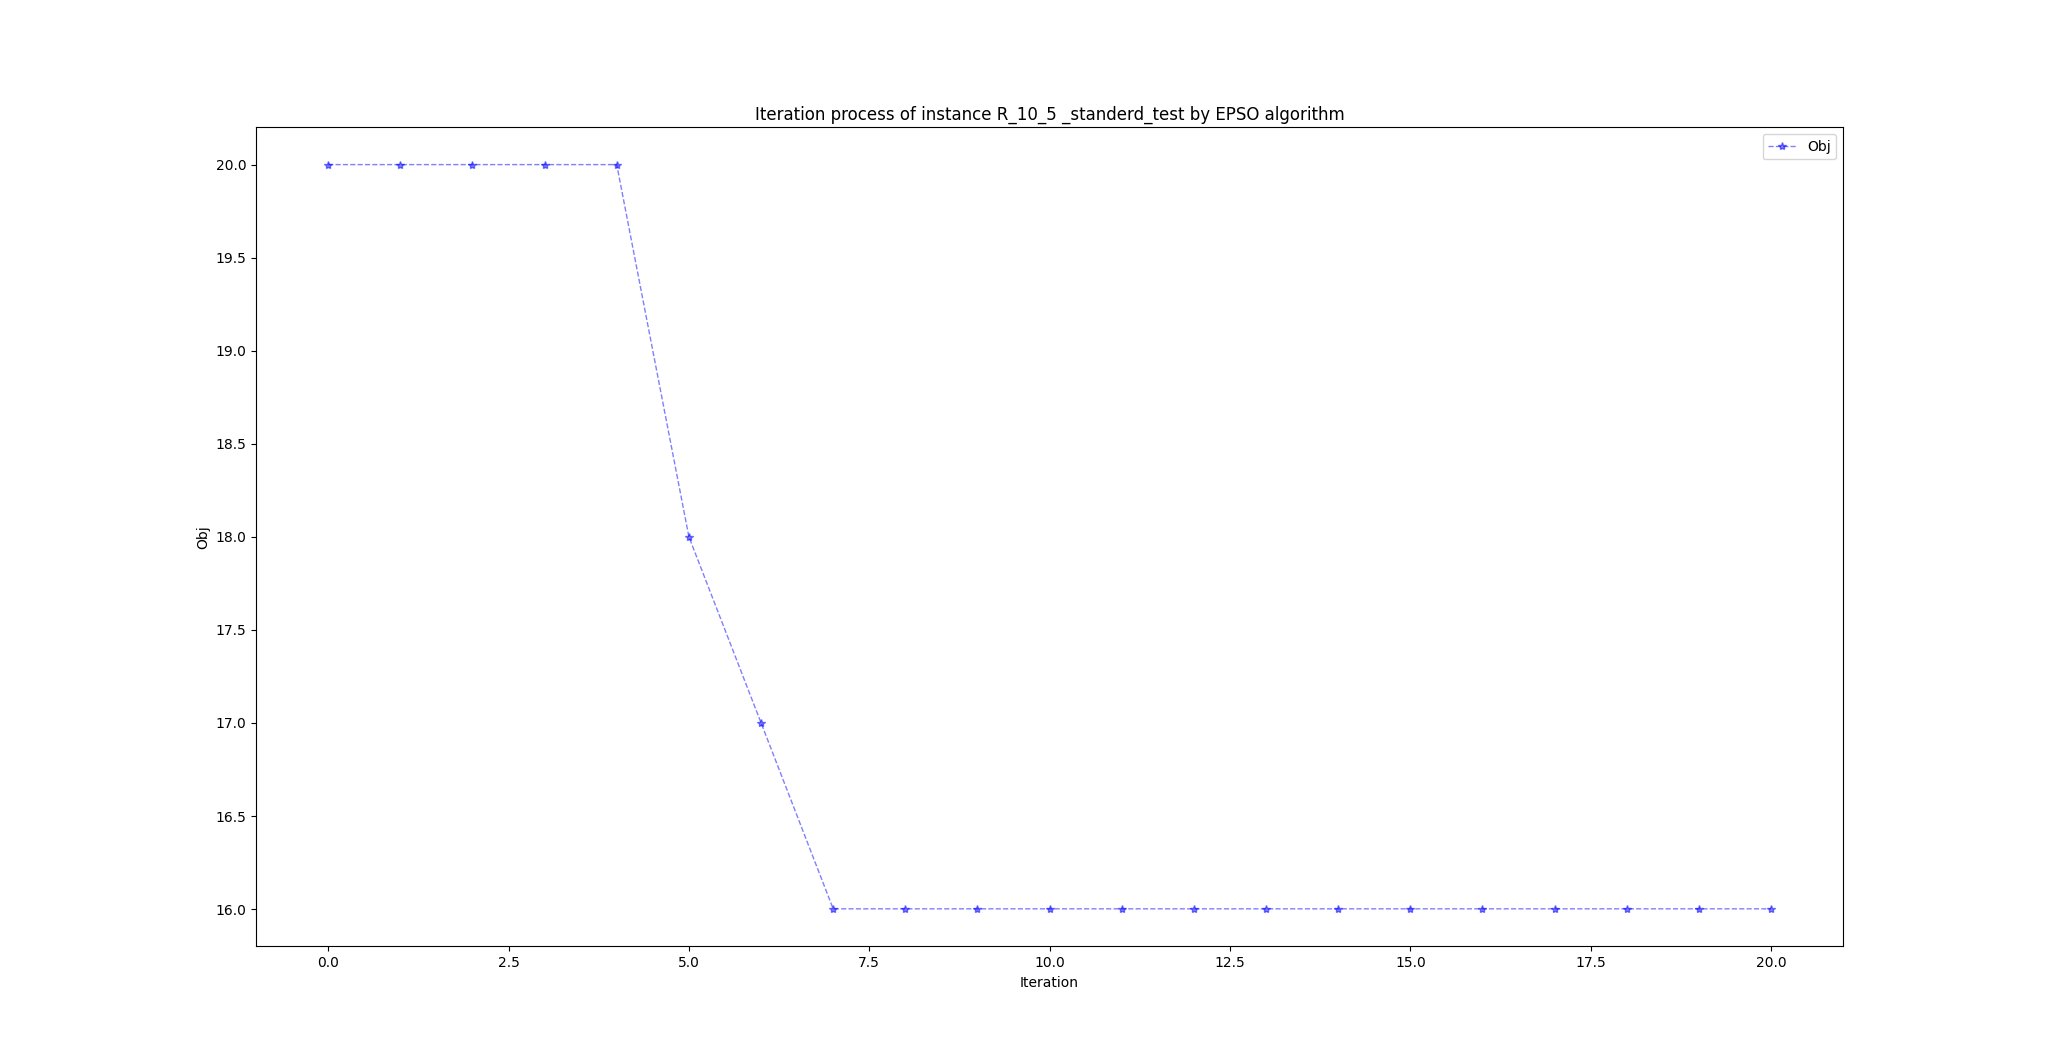 Iteration process of instance R_10_5 _standerd_test by EPSO algorithm
Obj
20.0
19.5
19.0
18.5
18.0
17.5
17.0
16.5
16.0
Obj
0.0 2.5 5.0 7.5 10.0 12.5 15.0 17.5 20.0
Iteration